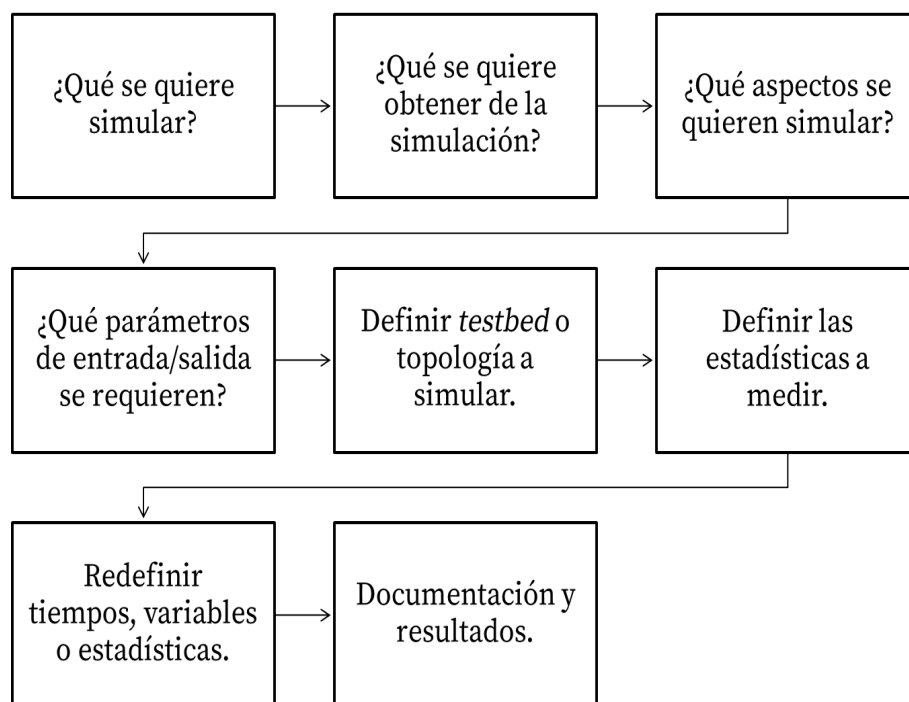 ¿Qué se quiere
simular?
¿Qué se quiere
obtener de la
simulación?
¿Qué aspectos se
quieren simular?
¿Qué parámetros
de entrada/salida
se requieren?
Definir testbed o
topología a
simular.
Definir las
estadísticas a
medir.
Redefinir
tiempos, variables
o estadísticas.
Documentación y
resultados.